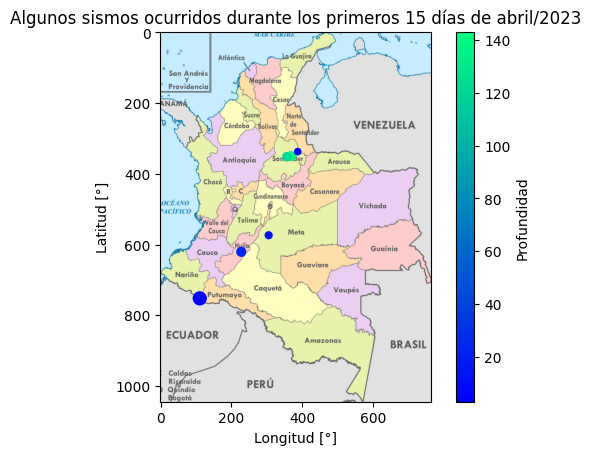 Algunos sismos ocurridos durante los primeros 15 días de abril/2023
0
200
400
600
800
1000
0
200
400
600
Latitud [°]
Longitud [°]
MAR CARIBE
La Guajira
Atlántico
San Andrés
y
Providencia
Magdalena
Cesar
PANAMÁ
Sucre
Norte
de
Santander
Córdoba
Bolívar
VENEZUELA
Antioquia
Santander
Arauca
Chocó
Boyacá
R
C
Casanare
Cundinamarca
OCÉANO
PACÍFICO
Q
B
Vichada
Valle del
Cauca
Tolima
Meta
Huila
Guainía
Cauca
Guaviare
Nariño
Caquetá
Putumayo
Vaupés
ECUADOR
Amazonas
BRASIL
Caldas
Risaralda
Quindío
Bogotá
PERÚ
140
120
100
80
60
40
20
Profundidad